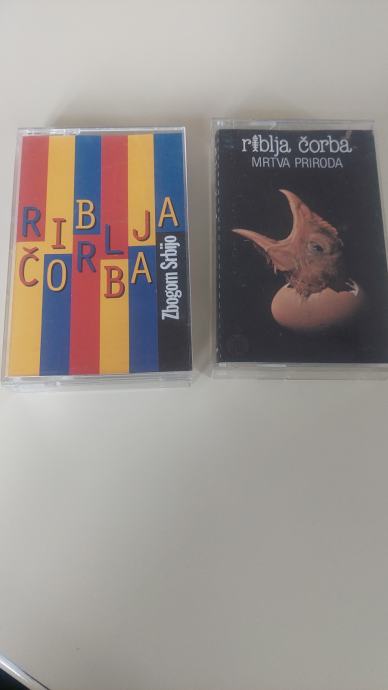 RIBLJA
ČORBA
Zbogom Srbijo
riblja čorba
MRTVA PRIRODA